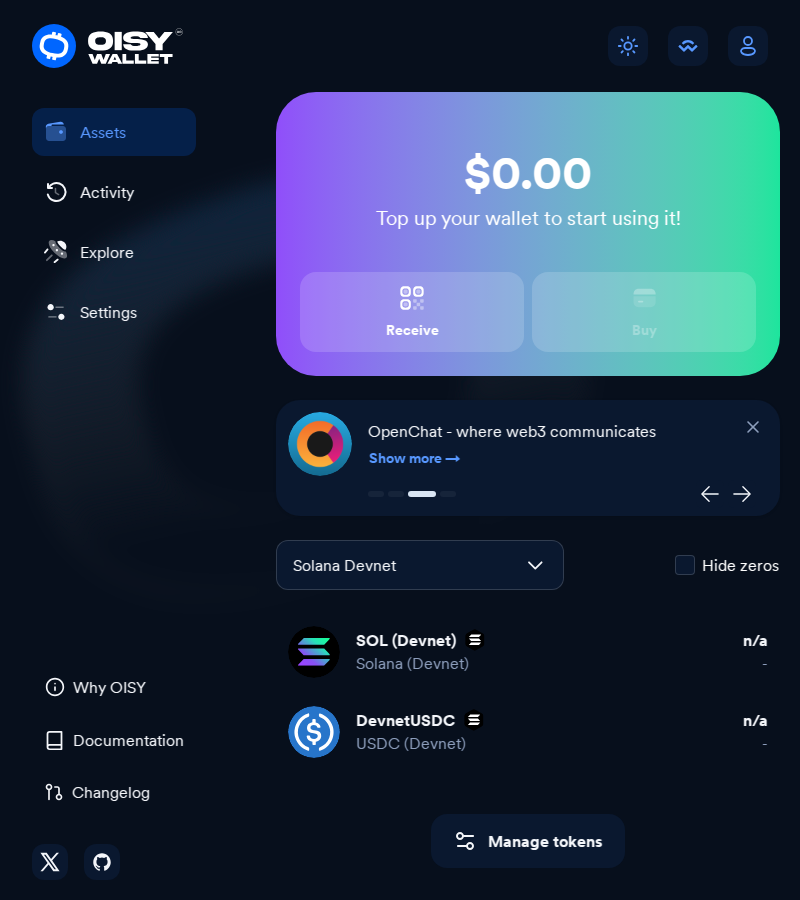 OISY
WALLET
Assets
Activity
Explore
Settings
$0.00
Top up your wallet to start using it!
Receive
Buy
OpenChat - where web3 communicates
Show more →
Solana Devnet
Hide zeros
SOL (Devnet)
n/a
Solana (Devnet)
-
DevnetUSDC
n/a
USDC (Devnet)
-
Manage tokens
Why OISY
Documentation
Changelog